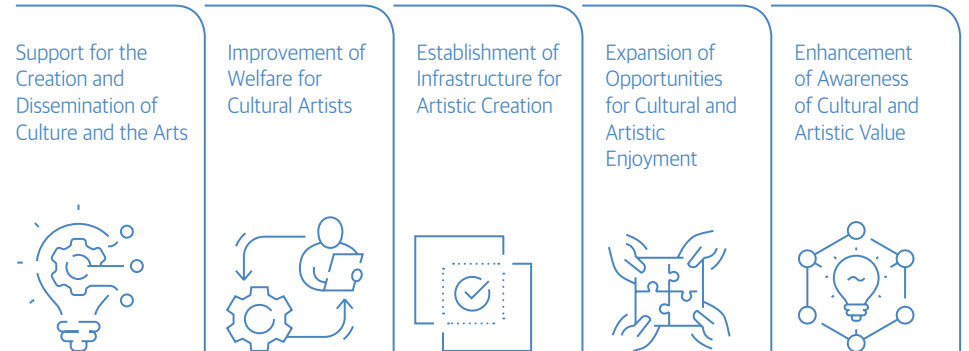 Support for the
Creation and
Dissemination of
Culture and the Arts
Improvement of
Welfare for
Cultural Artists
Establishment of
Infrastructure for
Artistic Creation
Expansion of
Opportunities
for Cultural and
Artistic
Enjoyment
Enhancement
of Awareness
of Cultural and
Artistic Value